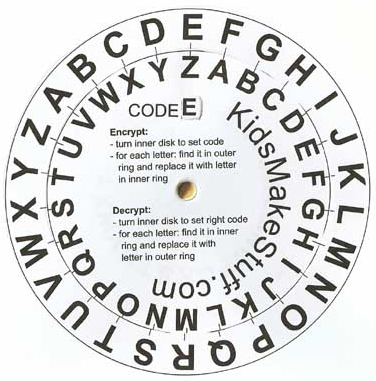 A B C D E F G H I J K L M N O P Q R S T U V W X Y Z
A B C D E F G H I J K L M N O P Q R S T U V W X Y Z
CODE E
KidsMakeStuff.com
Encrypt:
- turn inner disk to set code
- for each letter: find it in outer
ring and replace it with letter
in inner ring
Decrypt:
- turn inner disk to set right code
- for each letter: find it in inner
ring and replace it with
letter in outer ring